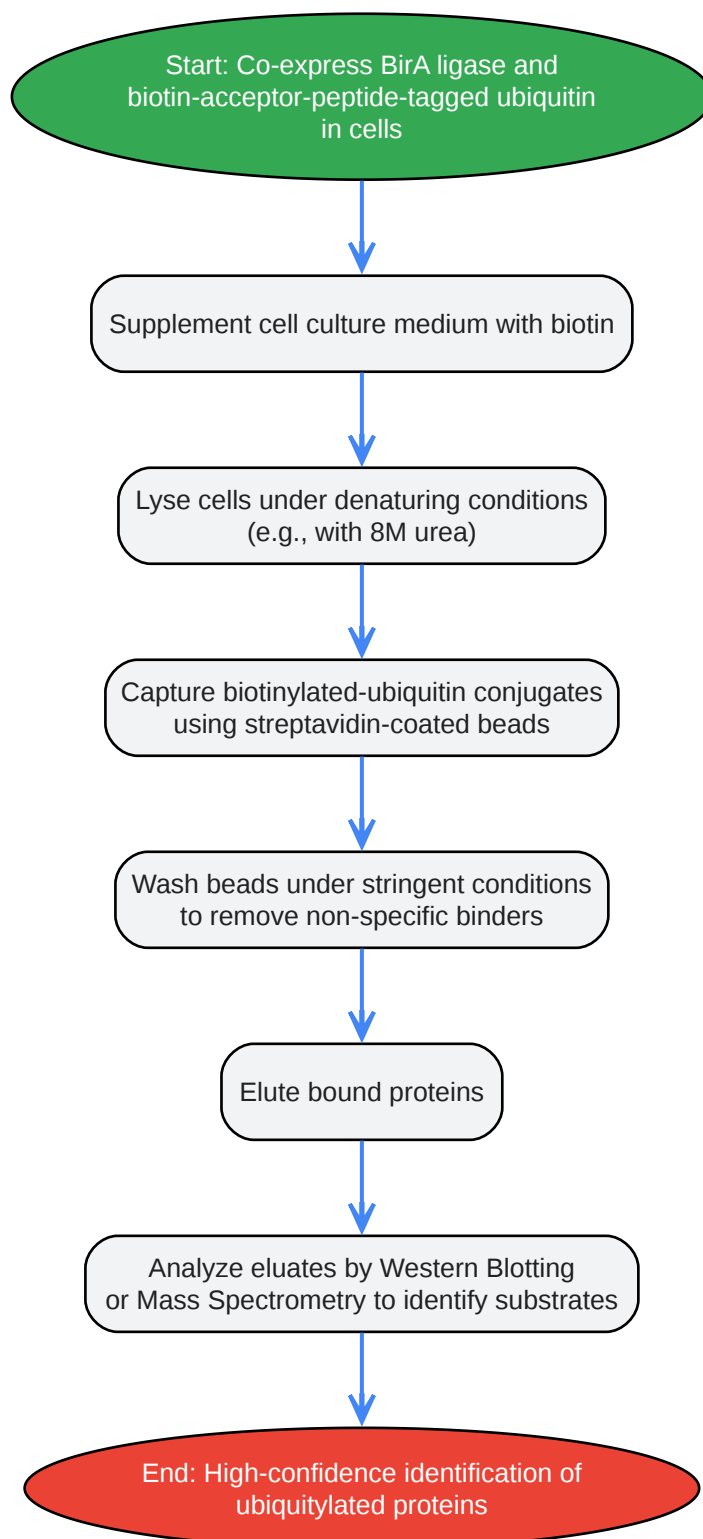 Start: Co-express BirA ligase and
biotin-acceptor-peptide-tagged ubiquitin
in cells
Supplement cell culture medium with biotin
Lyse cells under denaturing conditions
(e.g., with 8M urea)
Capture biotinylated-ubiquitin conjugates
using streptavidin-coated beads
Wash beads under stringent conditions
to remove non-specific binders
Elute bound proteins
Analyze eluates by Western Blotting
or Mass Spectrometry to identify substrates
End: High-confidence identification of
ubiquitylated proteins